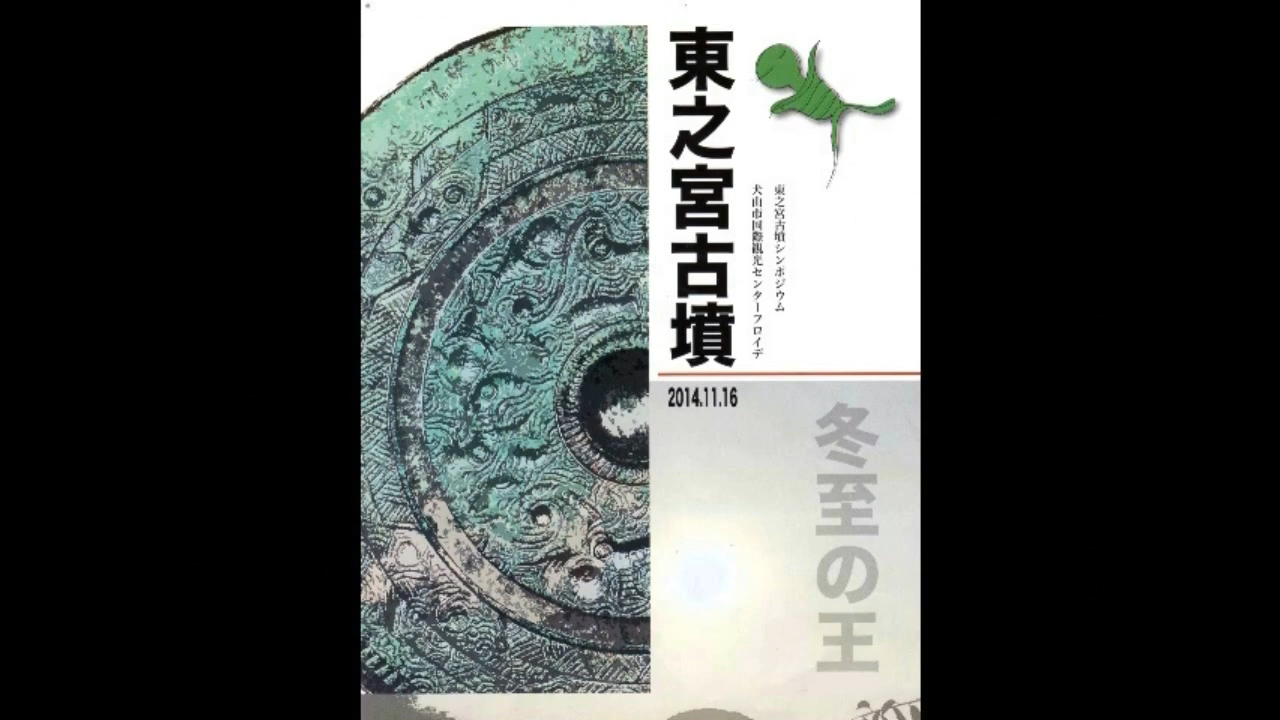 東之宮古墳
東之宮古墳シンポジウム
犬山市国際観光センターフロイデ
2014.11.16
冬至の王